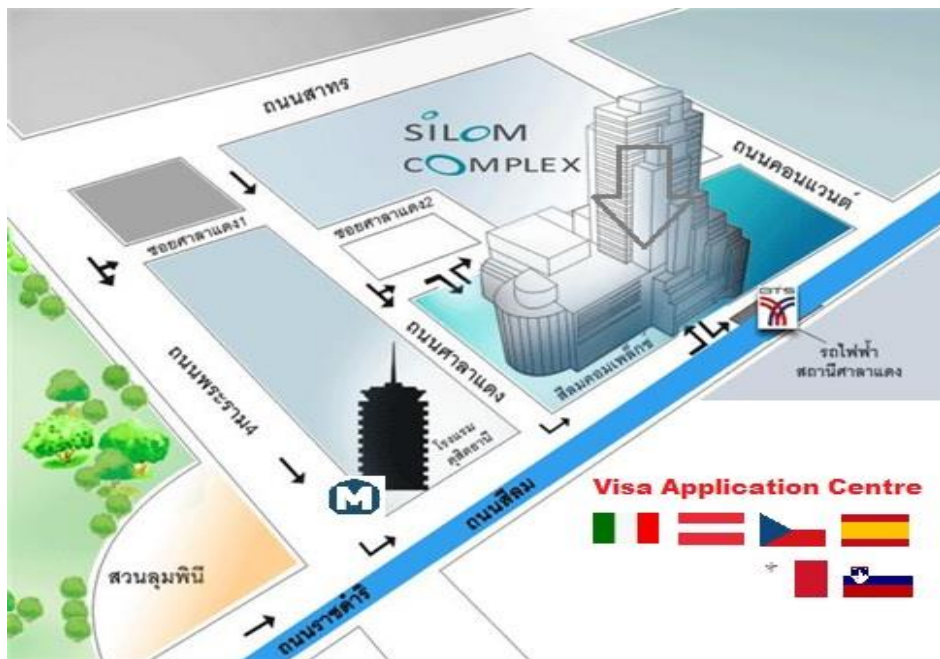 ถนนสาทร
SILOM
COMPLEX
ถนนคอนแวนต์
ซอยศาลาแดง1
ซอยศาลาแดง2
BTS
รถไฟฟ้า
สถานีศาลาแดง
ถนนศาลาแดง
สีลมคอมเพล็กซ
ถนนพระราม4
โรงแรม
ดุสิตธานี
M
ถนนสีลม
Visa Application Centre
สวนลุมพินี
ถนนราชดำริ